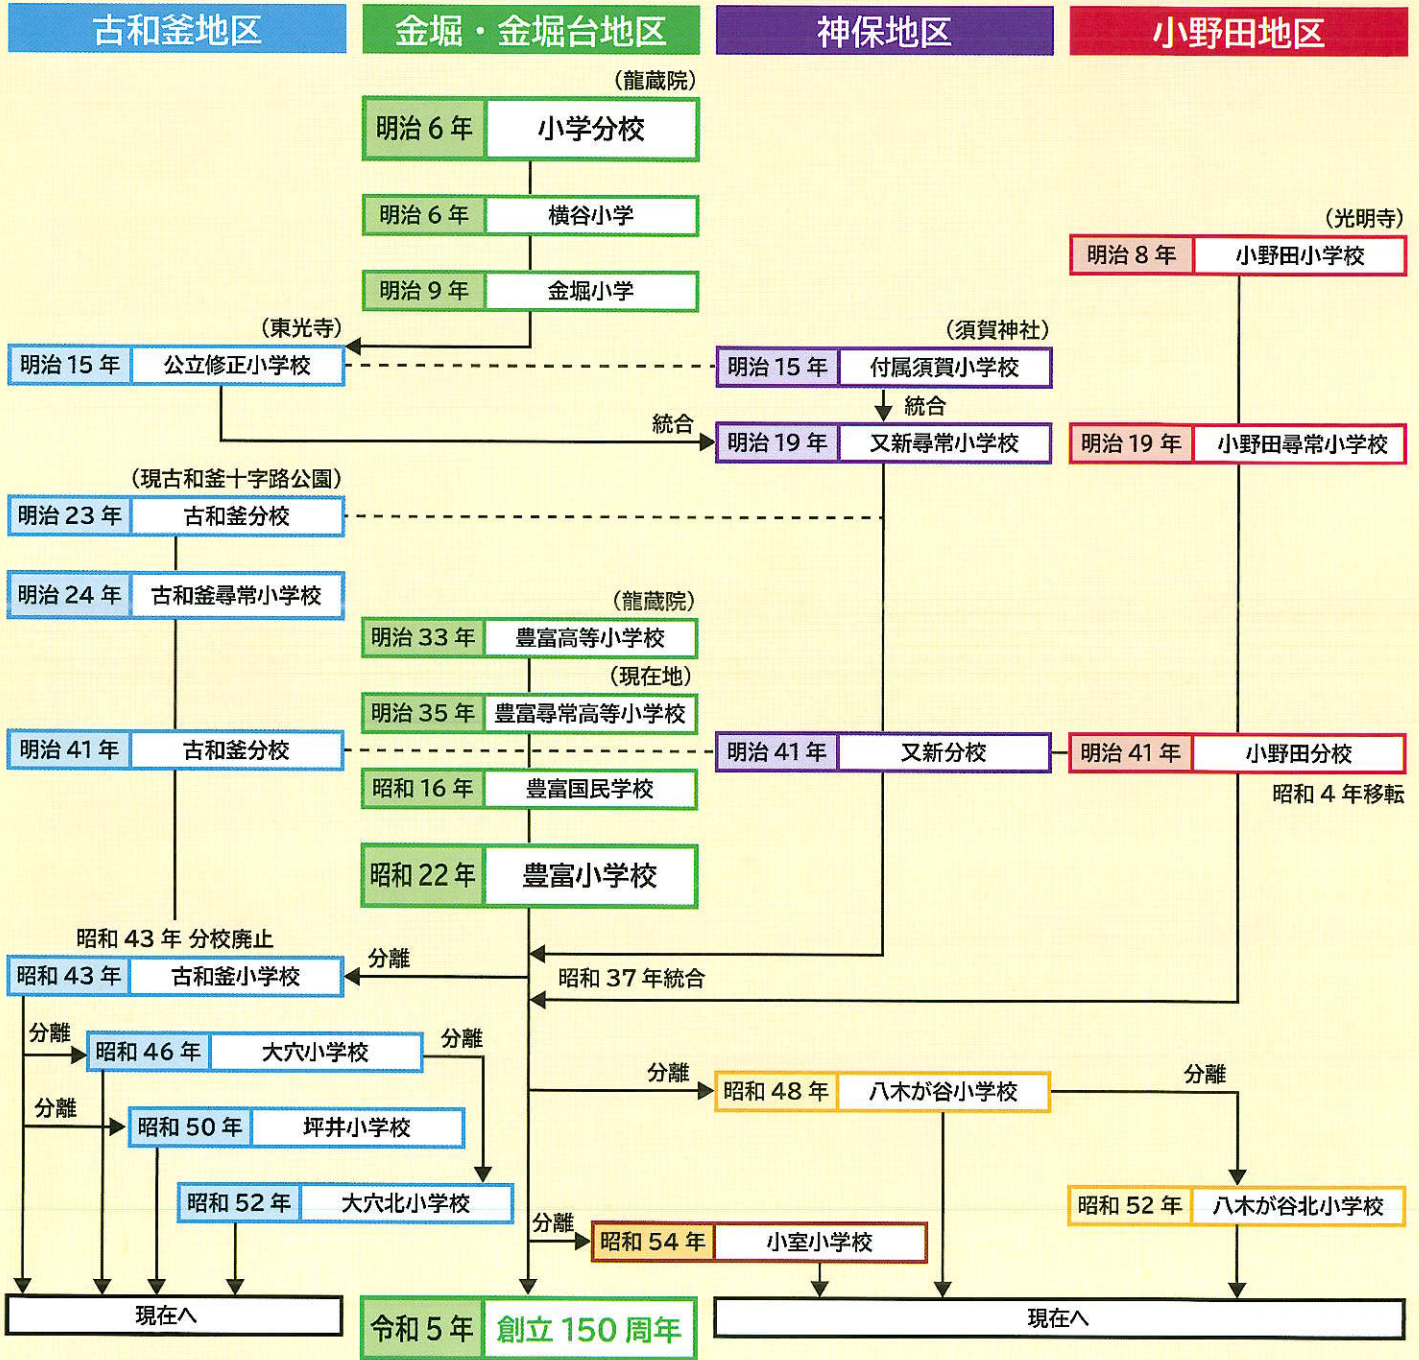 古和釜地区
金堀・金堀台地区
神保地区
小野田地区
（龍蔵院）
明治 6 年 小学分校
明治 6 年 横谷小学
（光明寺）
明治 8 年 小野田小学校
明治 9 年 金堀小学
（東光寺）
（須賀神社）
明治 15 年 公立修正小学校
明治 15 年 付属須賀小学校
統合
統合
明治 19 年 又新尋常小学校
明治 19 年 小野田尋常小学校
（現古和釜十字路公園）
明治 23 年 古和釜分校
明治 24 年 古和釜尋常小学校
（龍蔵院）
明治 33 年 豊富高等小学校
（現在地）
明治 35 年 豊富尋常高等小学校
明治 41 年 古和釜分校
明治 41 年 又新分校
明治 41 年 小野田分校
昭和 16 年 豊富国民学校
昭和 4 年移転
昭和 22 年 豊富小学校
昭和 43 年 分校廃止
分離
昭和 43 年 古和釜小学校
昭和 37 年統合
分離
昭和 46 年 大穴小学校
分離
分離
昭和 48 年 八木が谷小学校
分離
分離
昭和 50 年 坪井小学校
昭和 52 年 大穴北小学校
昭和 52 年 八木が谷北小学校
分離
昭和 54 年 小室小学校
現在へ
令和 5 年 創立 150 周年
現在へ